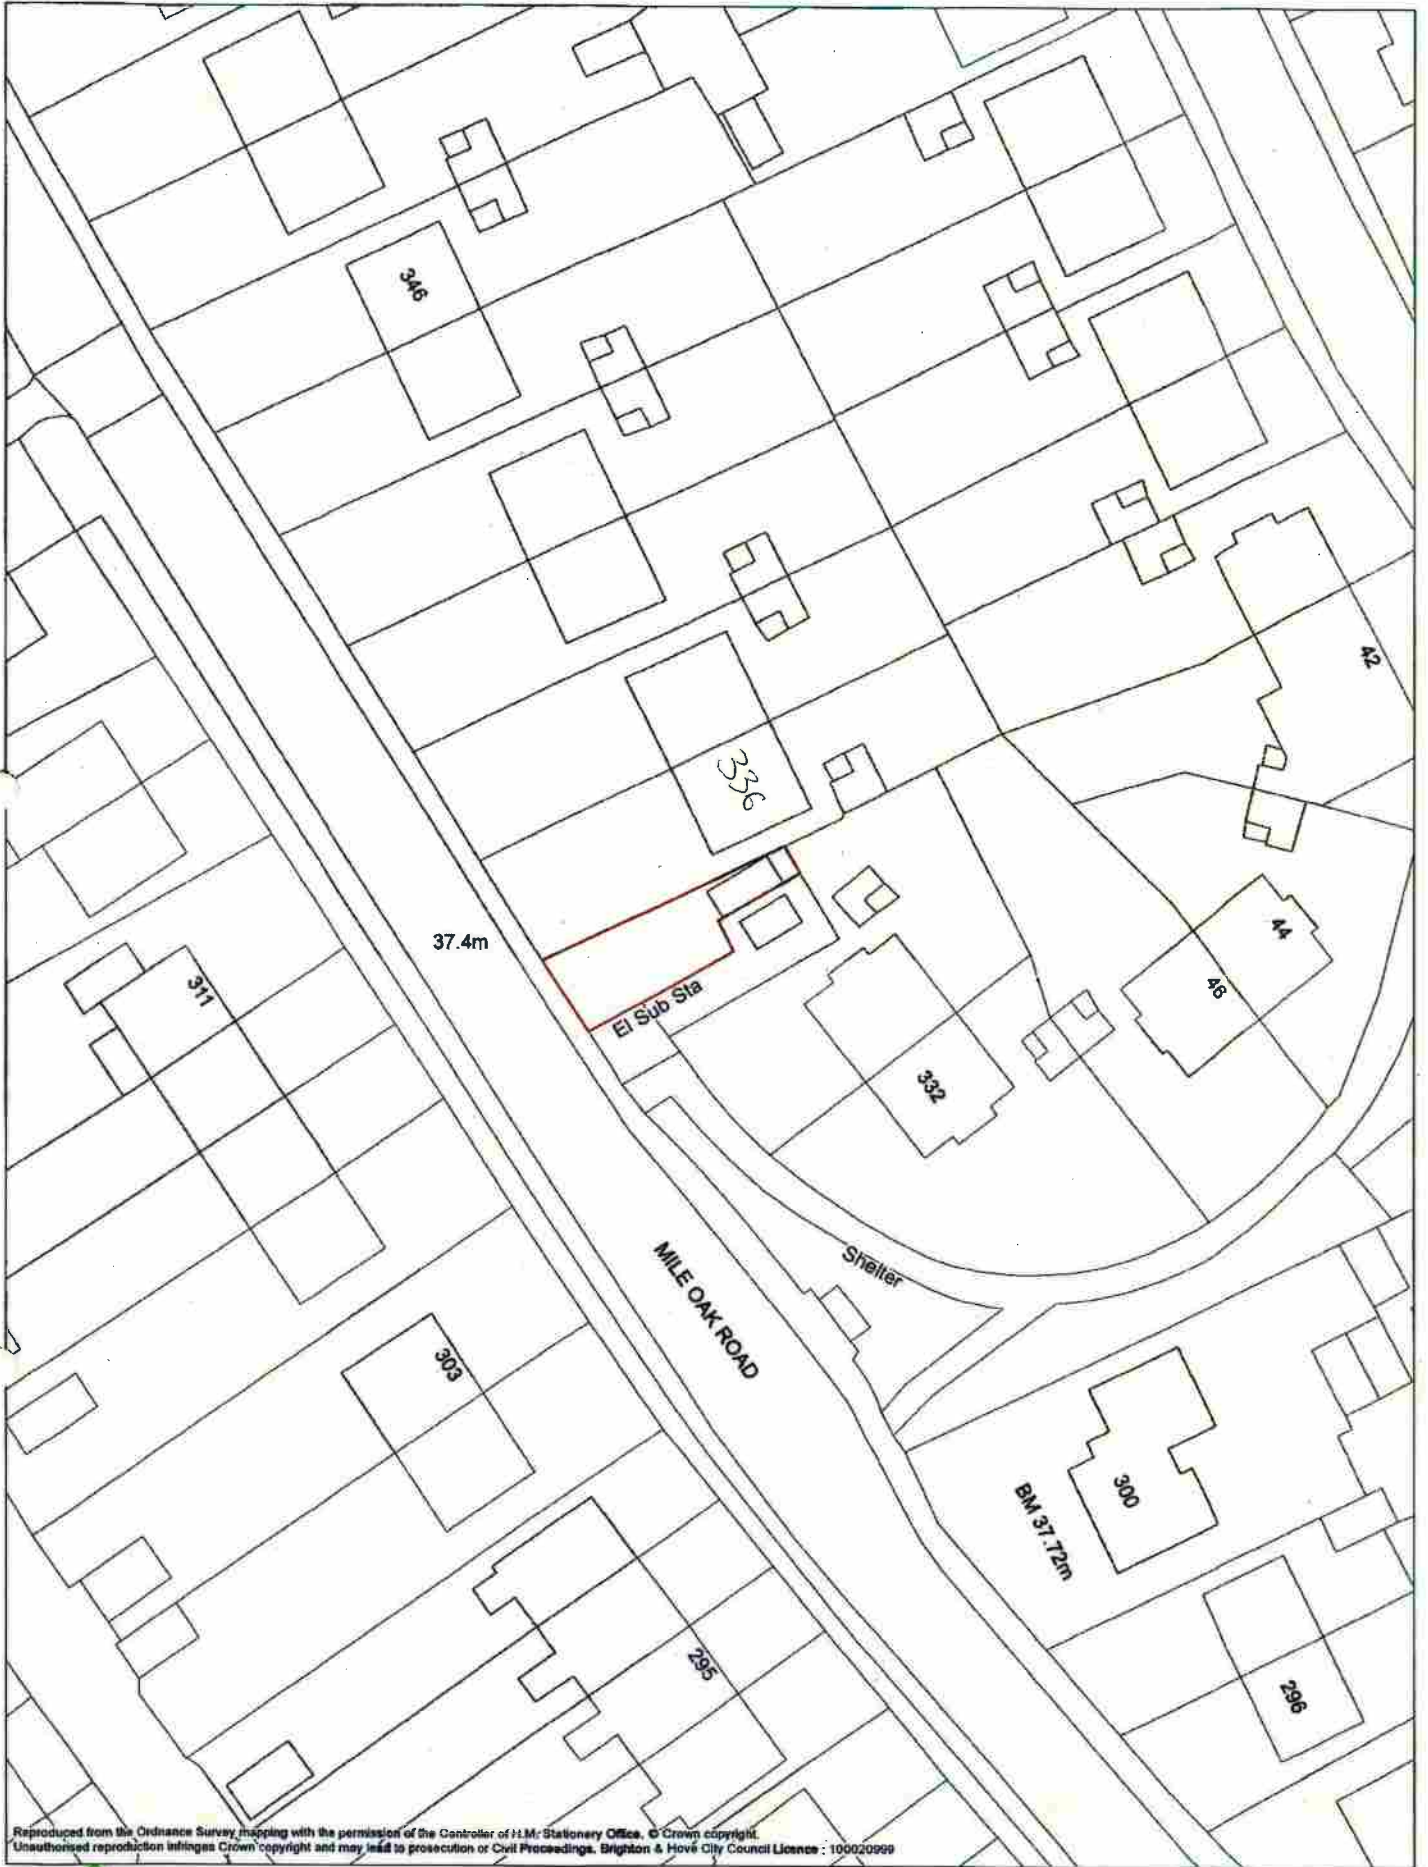 346
42
336
37.4m
El Sub Sta
44
46
311
332
Shelter
MILE OAK ROAD
303
300
BM 37.72m
295
296
Reproduced from the Ordnance Survey mapping with the permission of the Controller of H.M. Stationery Office. © Crown copyright.
Unauthorised reproduction infringes Crown copyright and may lead to prosecution or Civil Proceedings. Brighton & Hove City Council Licence : 100020999